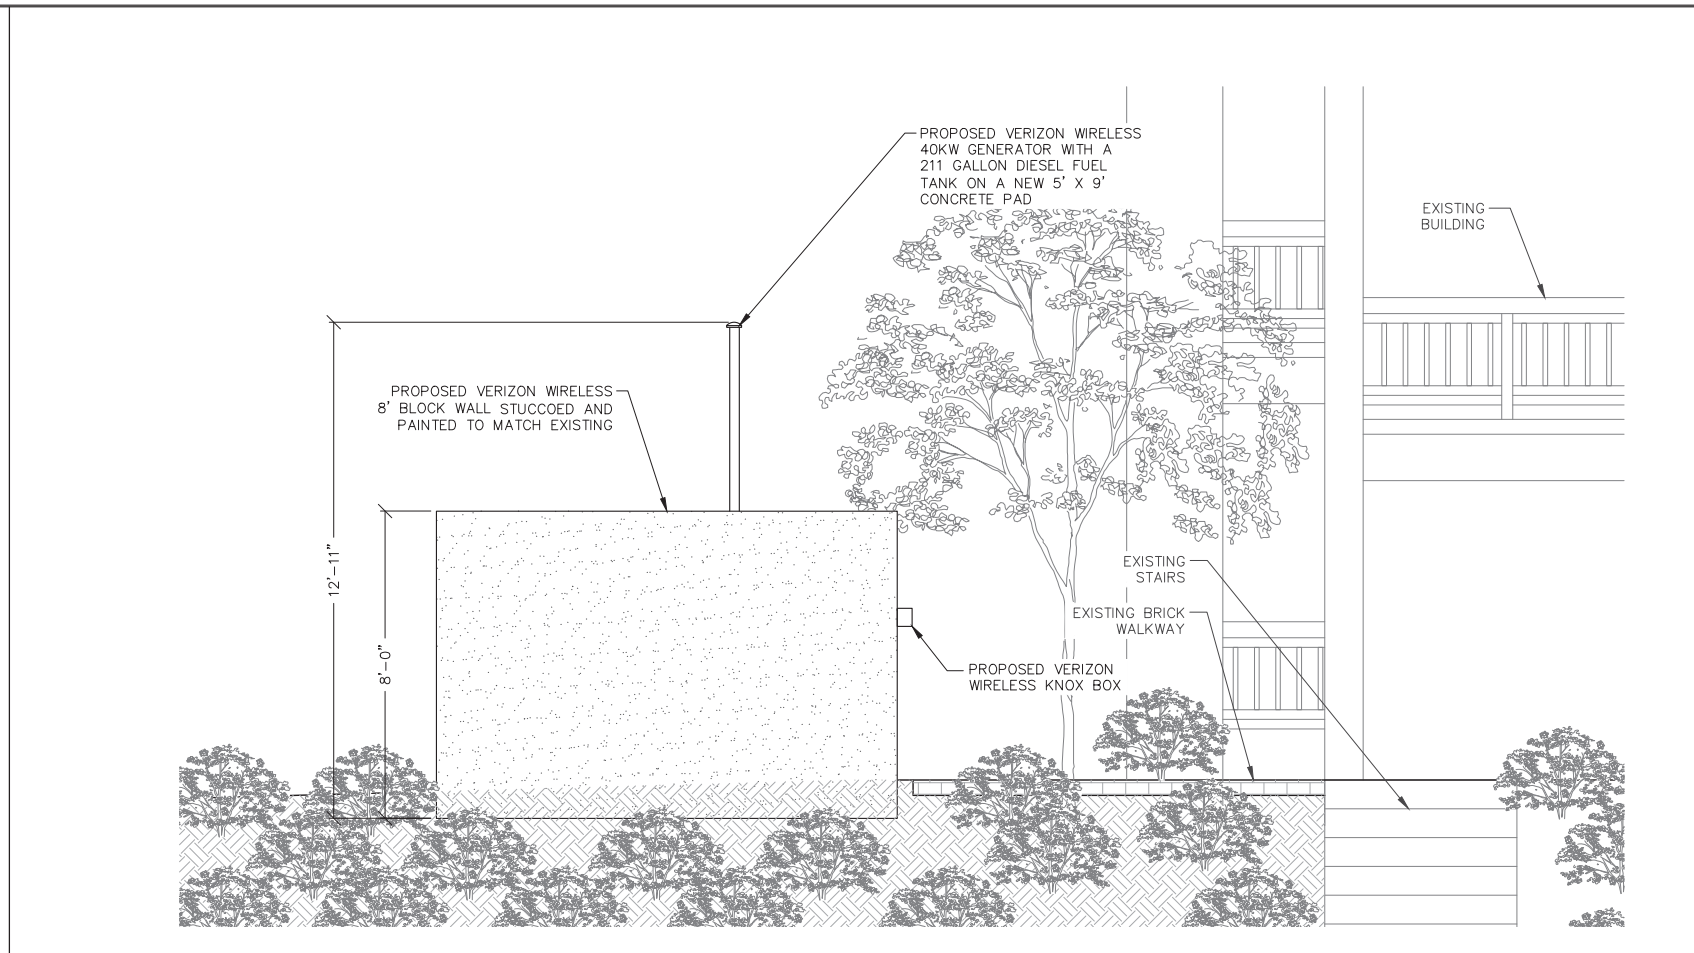 PROPOSED VERIZON WIRELESS
40KW GENERATOR WITH A
211 GALLON DIESEL FUEL
TANK ON A NEW 5' X 9'
CONCRETE PAD
EXISTING
BUILDING
PROPOSED VERIZON WIRELESS
8' BLOCK WALL STUCCOED AND
PAINTED TO MATCH EXISTING
12'-11"
8'-0"
EXISTING
STAIRS
EXISTING BRICK
WALKWAY
PROPOSED VERIZON
WIRELESS KNOX BOX